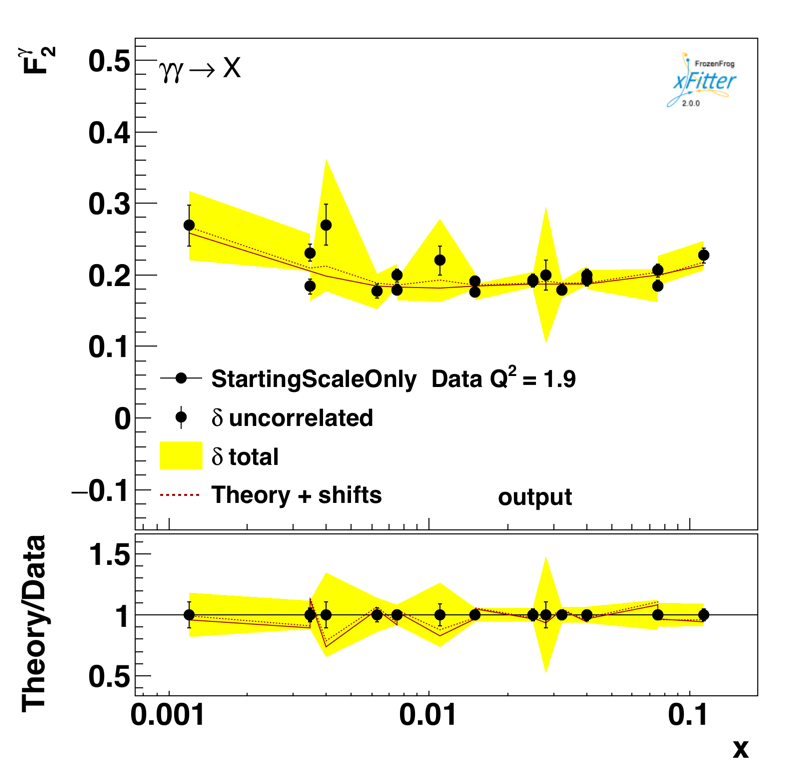 F₂^γ
0.5
γγ → X
FrozenFrog
xFitter
2.0.0
0.4
0.3
0.2
0.1
StartingScaleOnly Data Q² = 1.9
0
δ uncorrelated
δ total
−0.1
Theory + shifts
output
Theory/Data
1.5
1
0.5
0.001
0.01
0.1
x